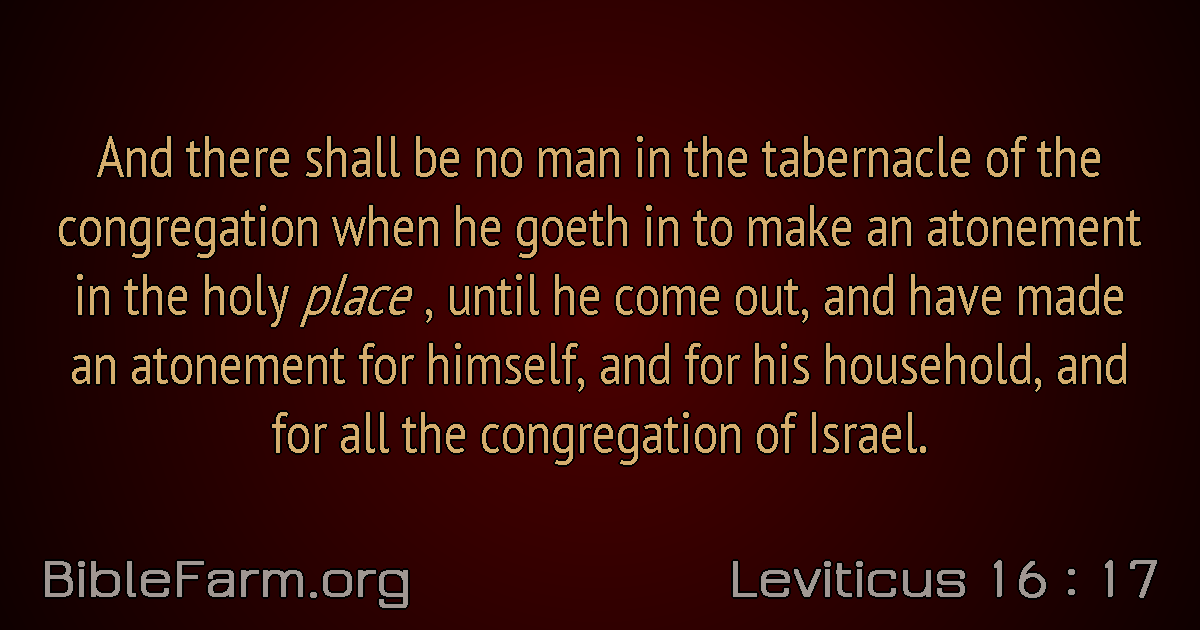 And there shall be no man in the tabernacle of the
congregation when he goeth in to make an atonement
in the holy place , until he come out, and have made
an atonement for himself, and for his household, and
for all the congregation of Israel.
BibleFarm.org
Leviticus 16 : 17